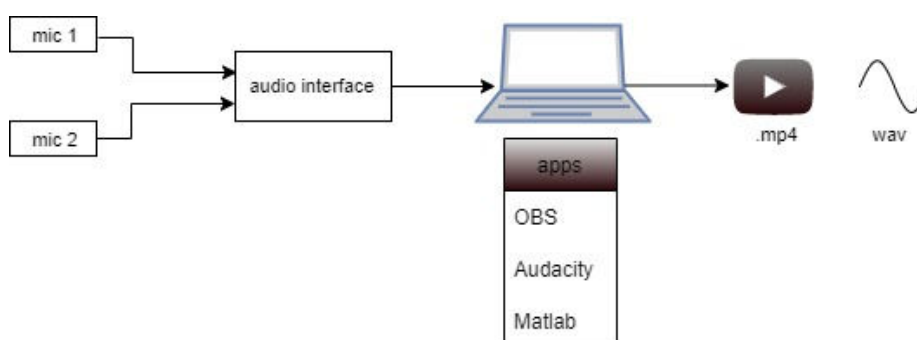 mic 1
mic 2
audio interface
apps
OBS
Audacity
Matlab
.mp4
wav